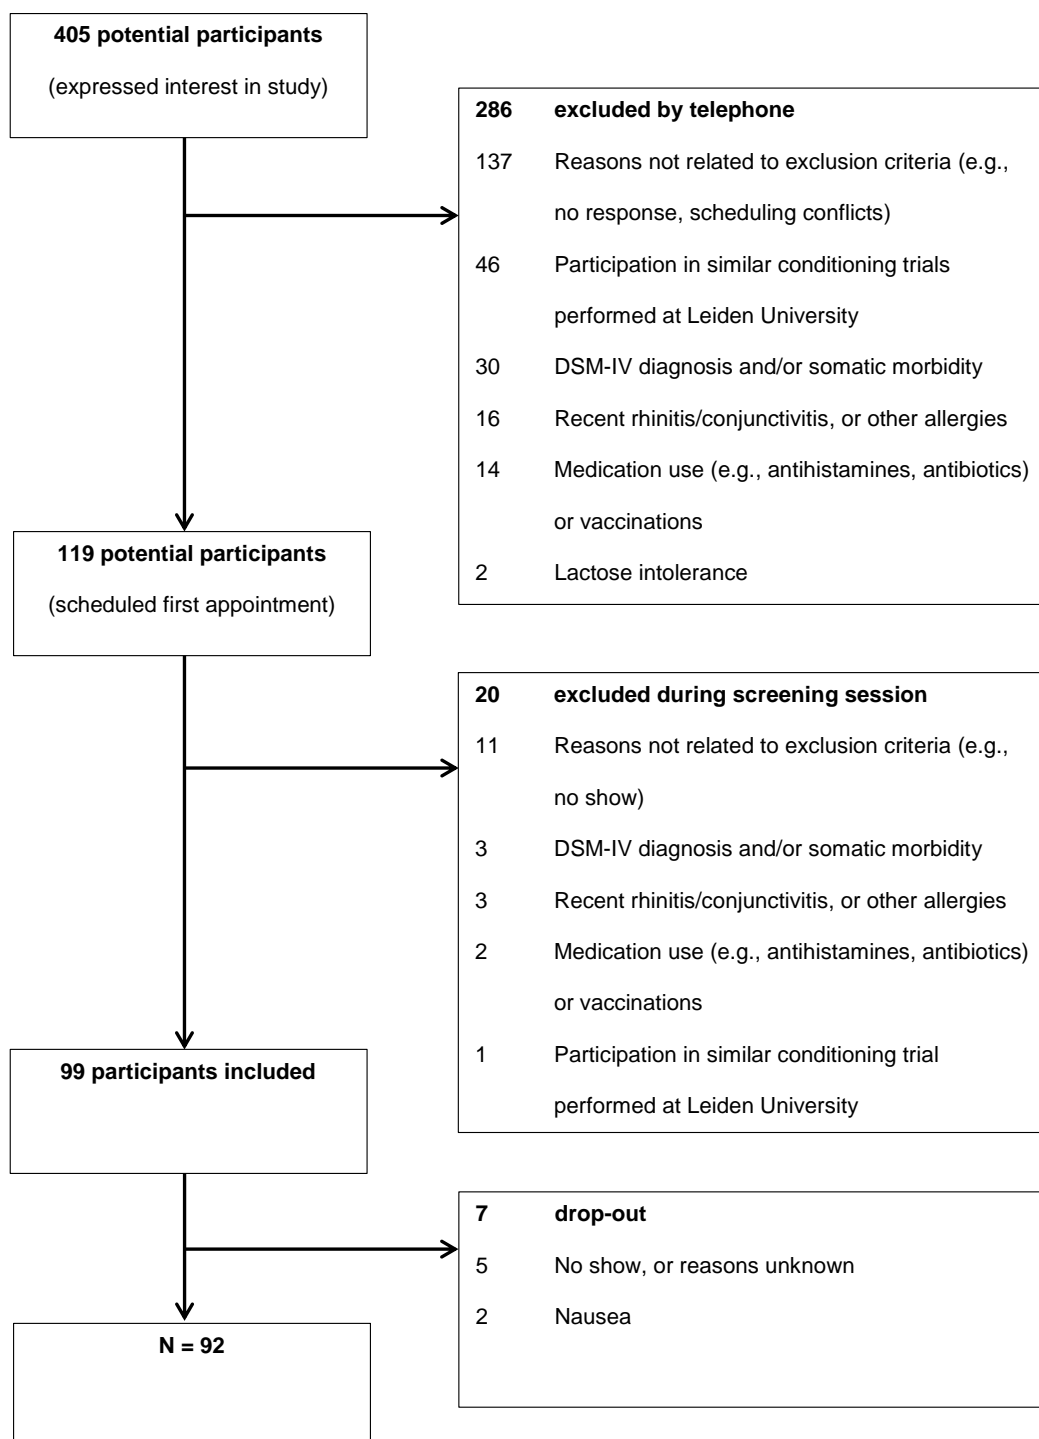 405 potential participants
(expressed interest in study)
286 excluded by telephone
137 Reasons not related to exclusion criteria (e.g.,
no response, scheduling conflicts)
46 Participation in similar conditioning trials
performed at Leiden University
30 DSM-IV diagnosis and/or somatic morbidity
16 Recent rhinitis/conjunctivitis, or other allergies
14 Medication use (e.g., antihistamines, antibiotics)
or vaccinations
2 Lactose intolerance
119 potential participants
(scheduled first appointment)
20 excluded during screening session
11 Reasons not related to exclusion criteria (e.g.,
no show)
3 DSM-IV diagnosis and/or somatic morbidity
3 Recent rhinitis/conjunctivitis, or other allergies
2 Medication use (e.g., antihistamines, antibiotics)
or vaccinations
1 Participation in similar conditioning trial
performed at Leiden University
99 participants included
7 drop-out
5 No show, or reasons unknown
2 Nausea
N = 92